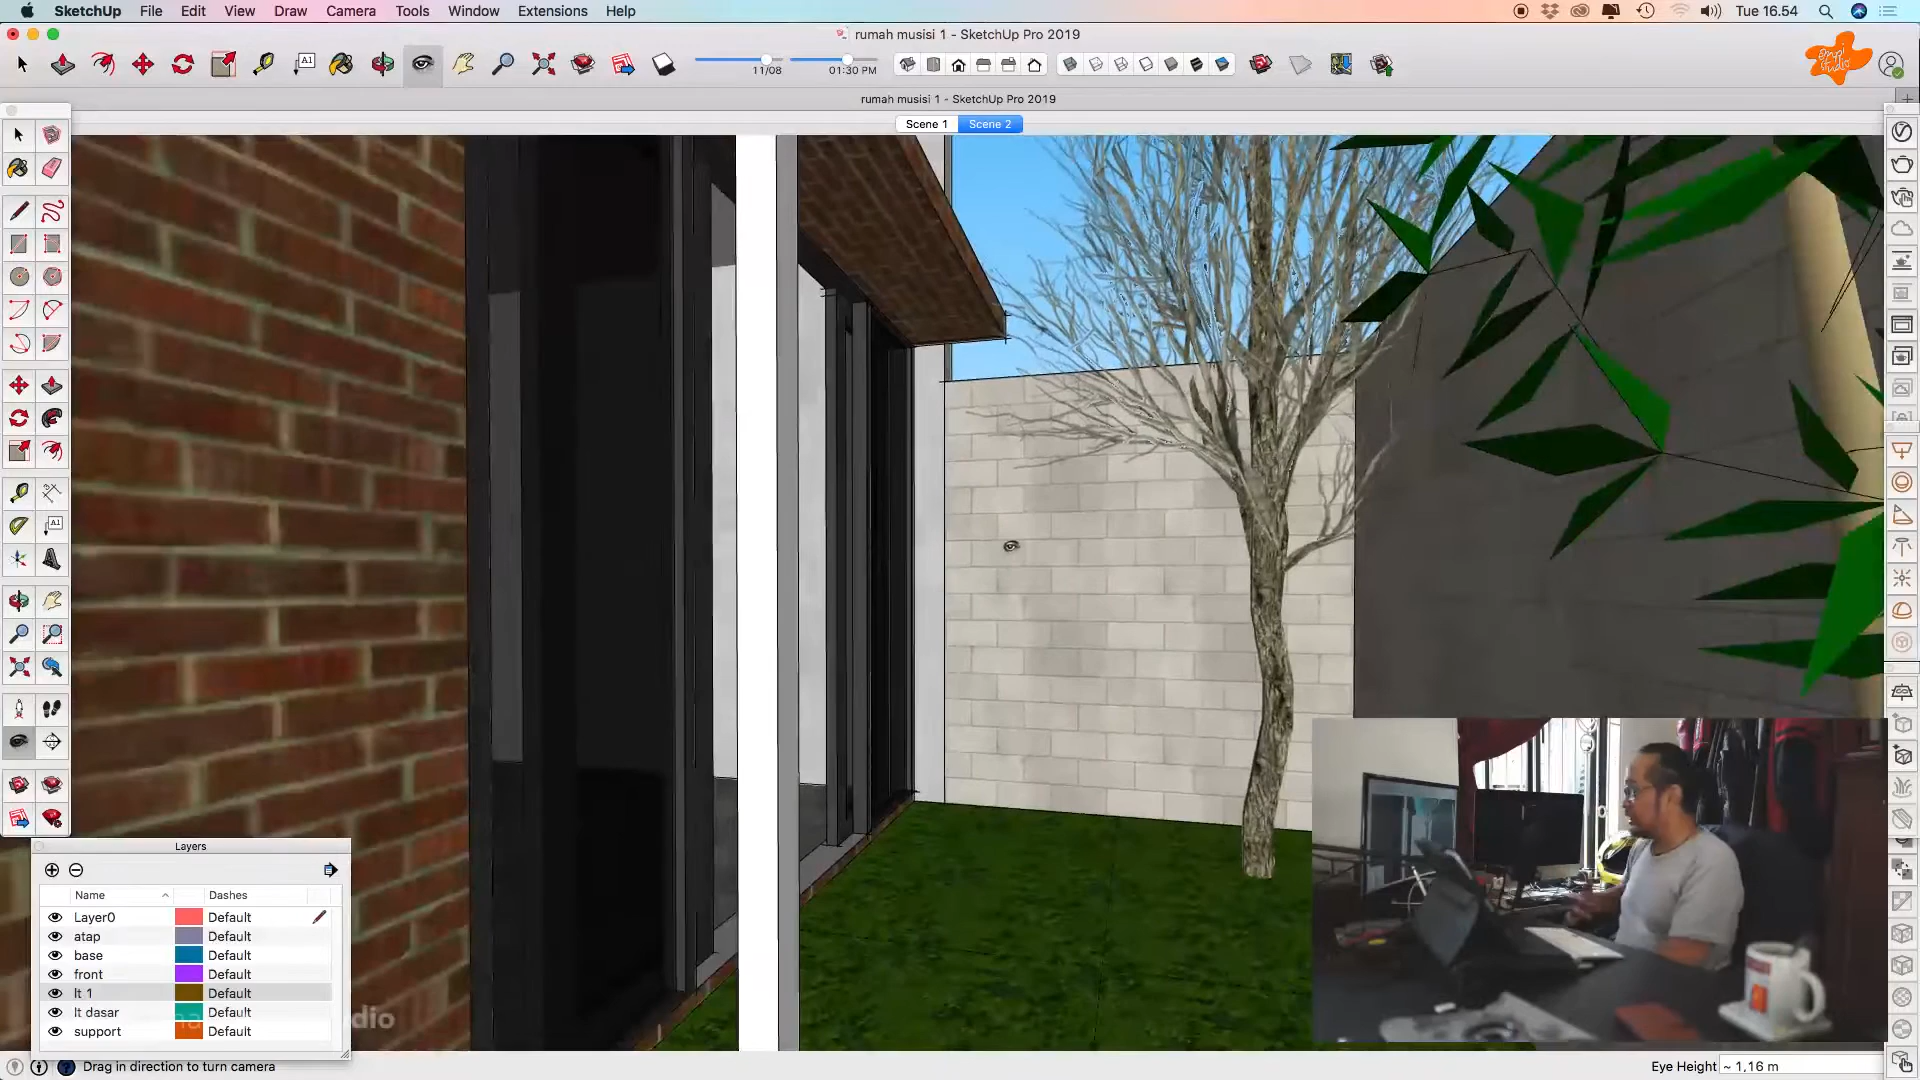 SketchUp File Edit View Draw Camera Tools Window Extensions Help Tue 16.54
rumah musisi 1 - SketchUp Pro 2019
A1
11/08 01:30 PM
rumah musisi 1 - SketchUp Pro 2019
Scene 1 Scene 2
A1
Layers
Name Dashes
Layer0 Default
atap Default
base Default
front Default
lt 1 Default
lt dasar Default
support Default
Drag in direction to turn camera Eye Height ~ 1,16 m